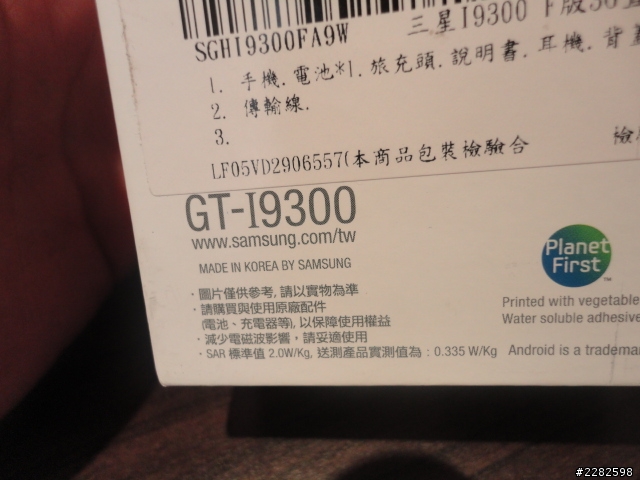 SGHI9300FA9W
三星I9300
1. 手機.電池*1.旅充頭.說明書.耳機.背蓋
2. 傳輸線.
3.
LF05VD2906557(本商品包裝檢驗合
GT-I9300
www.samsung.com/tw
MADE IN KOREA BY SAMSUNG
・圖片僅供參考, 請以實物為準
・請購買與使用原廠配件
(電池、充電器等), 以保障使用權益
・減少電磁波影響，請妥適使用
・SAR 標準值 2.0W/Kg, 送測產品實測值為：0.335 W/Kg
Planet
First™
Printed with vegetable
Water soluble adhesive
Android is a tradema
#2282598